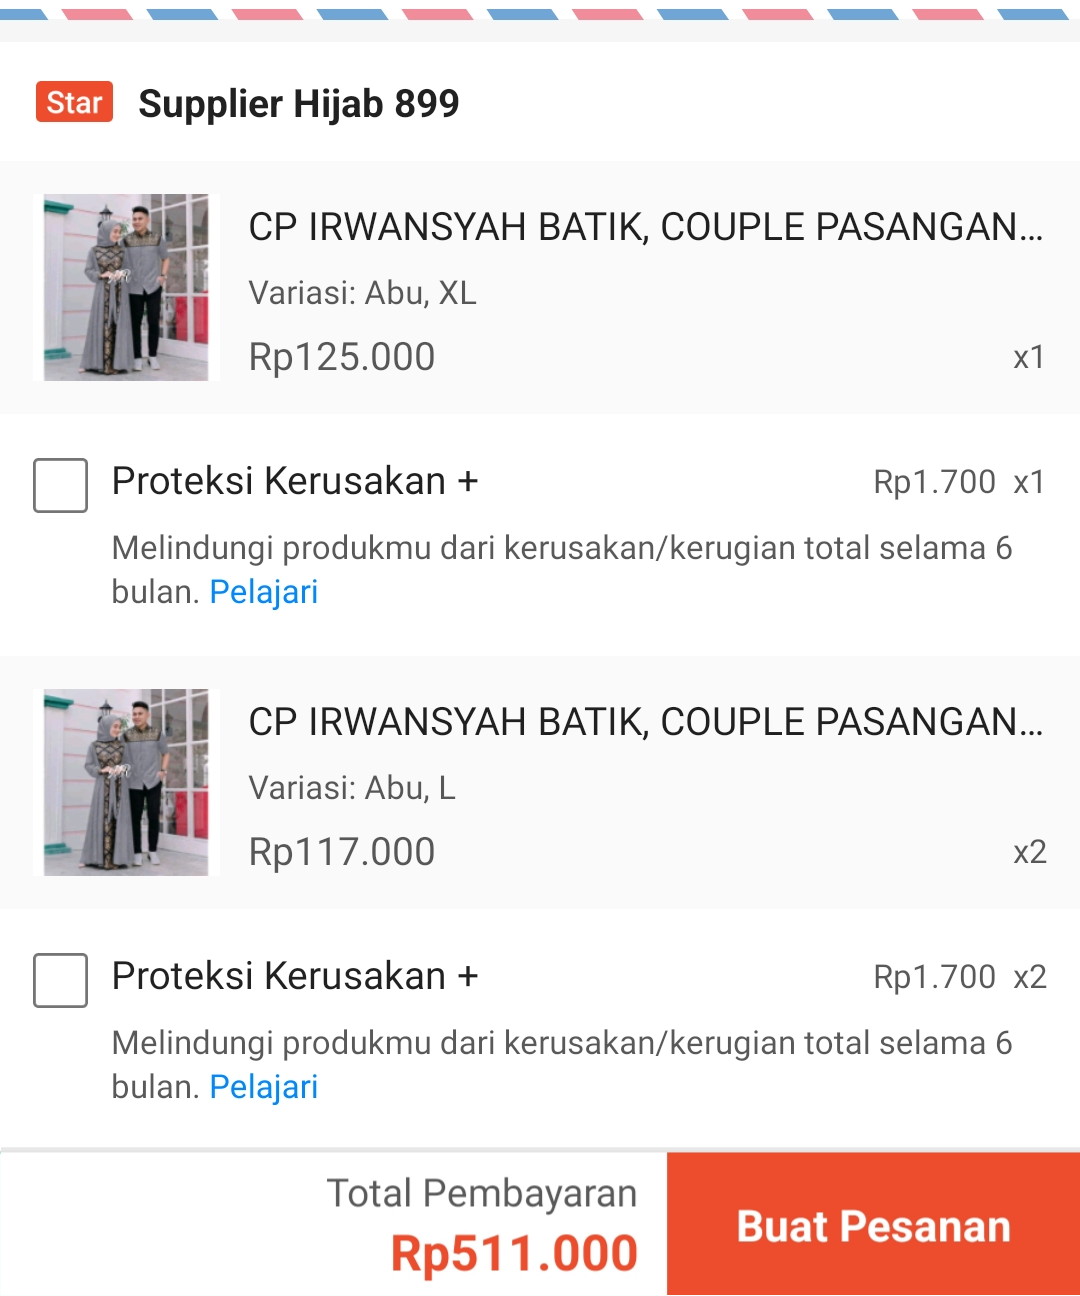 Star Supplier Hijab 899
CP IRWANSYAH BATIK, COUPLE PASANGAN...
Variasi: Abu, XL
Rp125.000 x1
Proteksi Kerusakan + Rp1.700 x1
Melindungi produkmu dari kerusakan/kerugian total selama 6
bulan. Pelajari
CP IRWANSYAH BATIK, COUPLE PASANGAN...
Variasi: Abu, L
Rp117.000 x2
Proteksi Kerusakan + Rp1.700 x2
Melindungi produkmu dari kerusakan/kerugian total selama 6
bulan. Pelajari
Total Pembayaran
Rp511.000
Buat Pesanan